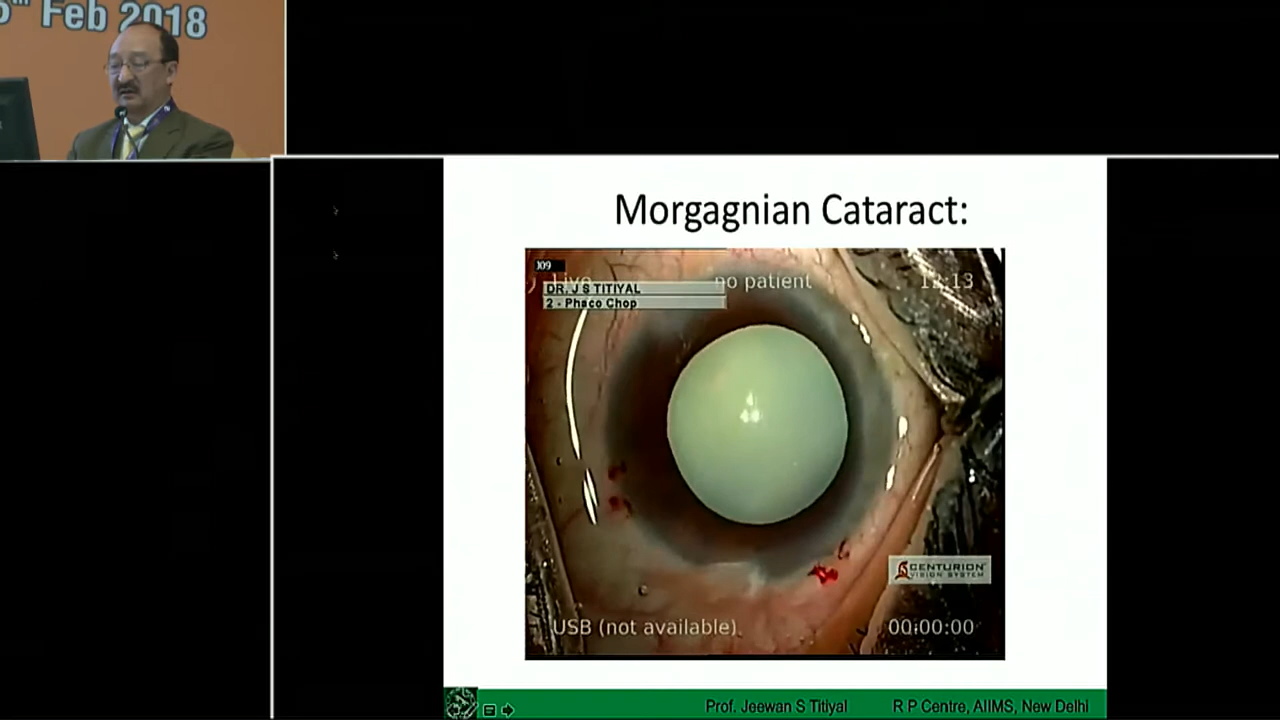 Feb 2018
Morgagnian Cataract:
109
Live
no patient
12:13
DR. J S TITIYAL
2 - Phaco Chop
CENTURION
VISION SYSTEM
USB (not available)
00:00:00
Prof. Jeewan S Titiyal
R P Centre, AIIMS, New Delhi